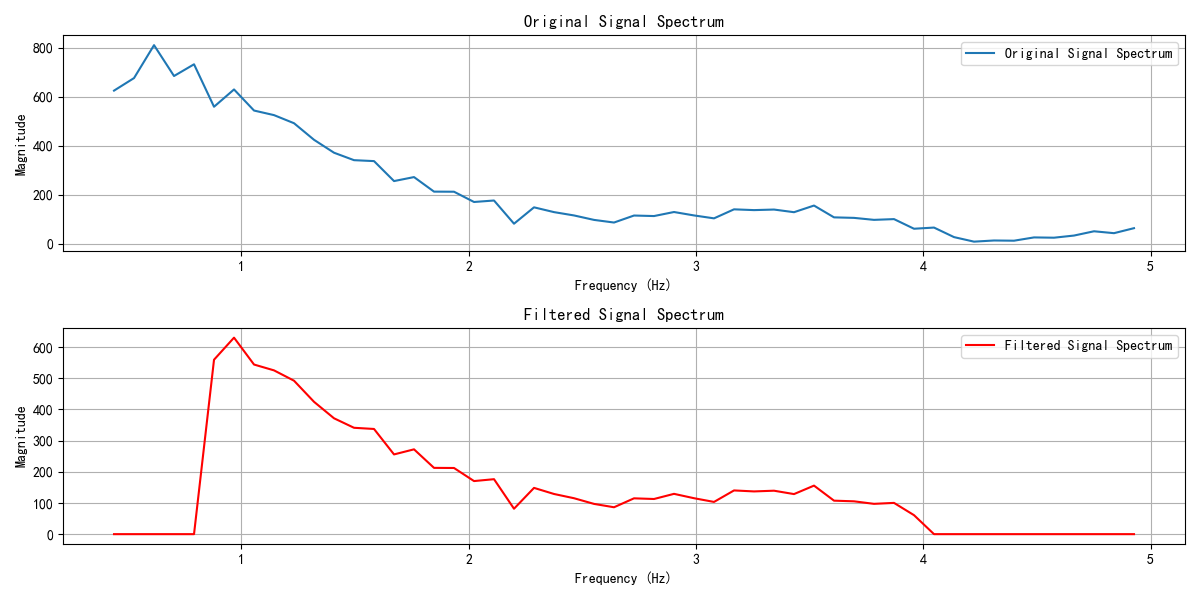 Original Signal Spectrum
800
600
400
200
0
Magnitude
Original Signal Spectrum
1
2
3
4
5
Frequency (Hz)
Filtered Signal Spectrum
600
500
400
300
200
100
0
Magnitude
Filtered Signal Spectrum
1
2
3
4
5
Frequency (Hz)